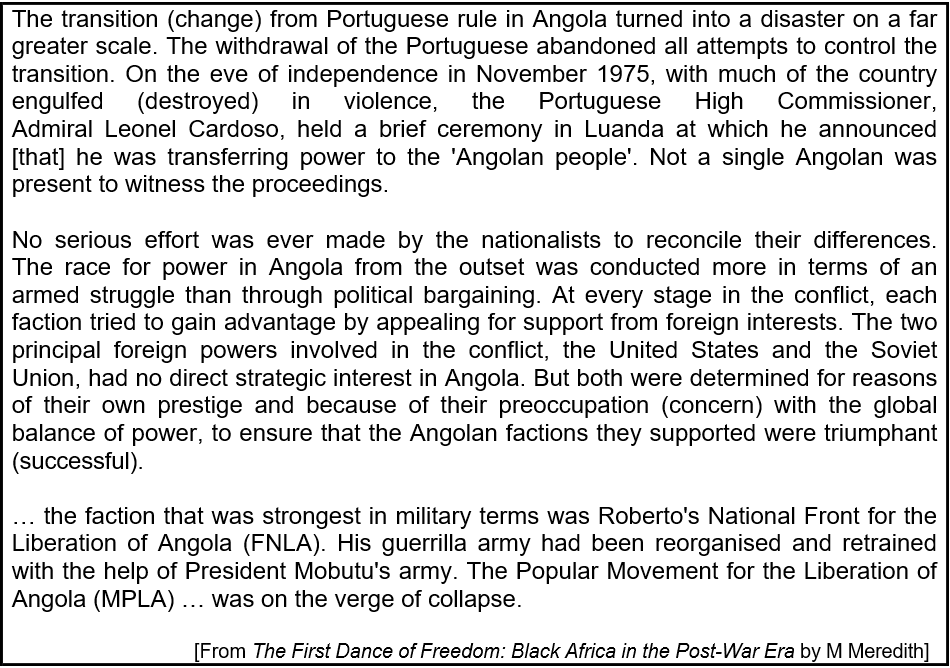 The transition (change) from Portuguese rule in Angola turned into a disaster on a far
greater scale. The withdrawal of the Portuguese abandoned all attempts to control the
transition. On the eve of independence in November 1975, with much of the country
engulfed (destroyed) in violence, the Portuguese High Commissioner,
Admiral Leonel Cardoso, held a brief ceremony in Luanda at which he announced
[that] he was transferring power to the 'Angolan people'. Not a single Angolan was
present to witness the proceedings.
No serious effort was ever made by the nationalists to reconcile their differences.
The race for power in Angola from the outset was conducted more in terms of an
armed struggle than through political bargaining. At every stage in the conflict, each
faction tried to gain advantage by appealing for support from foreign interests. The two
principal foreign powers involved in the conflict, the United States and the Soviet
Union, had no direct strategic interest in Angola. But both were determined for reasons
of their own prestige and because of their preoccupation (concern) with the global
balance of power, to ensure that the Angolan factions they supported were triumphant
(successful).
… the faction that was strongest in military terms was Roberto's National Front for the
Liberation of Angola (FNLA). His guerrilla army had been reorganised and retrained
with the help of President Mobutu's army. The Popular Movement for the Liberation of
Angola (MPLA) … was on the verge of collapse.
[From The First Dance of Freedom: Black Africa in the Post-War Era by M Meredith]